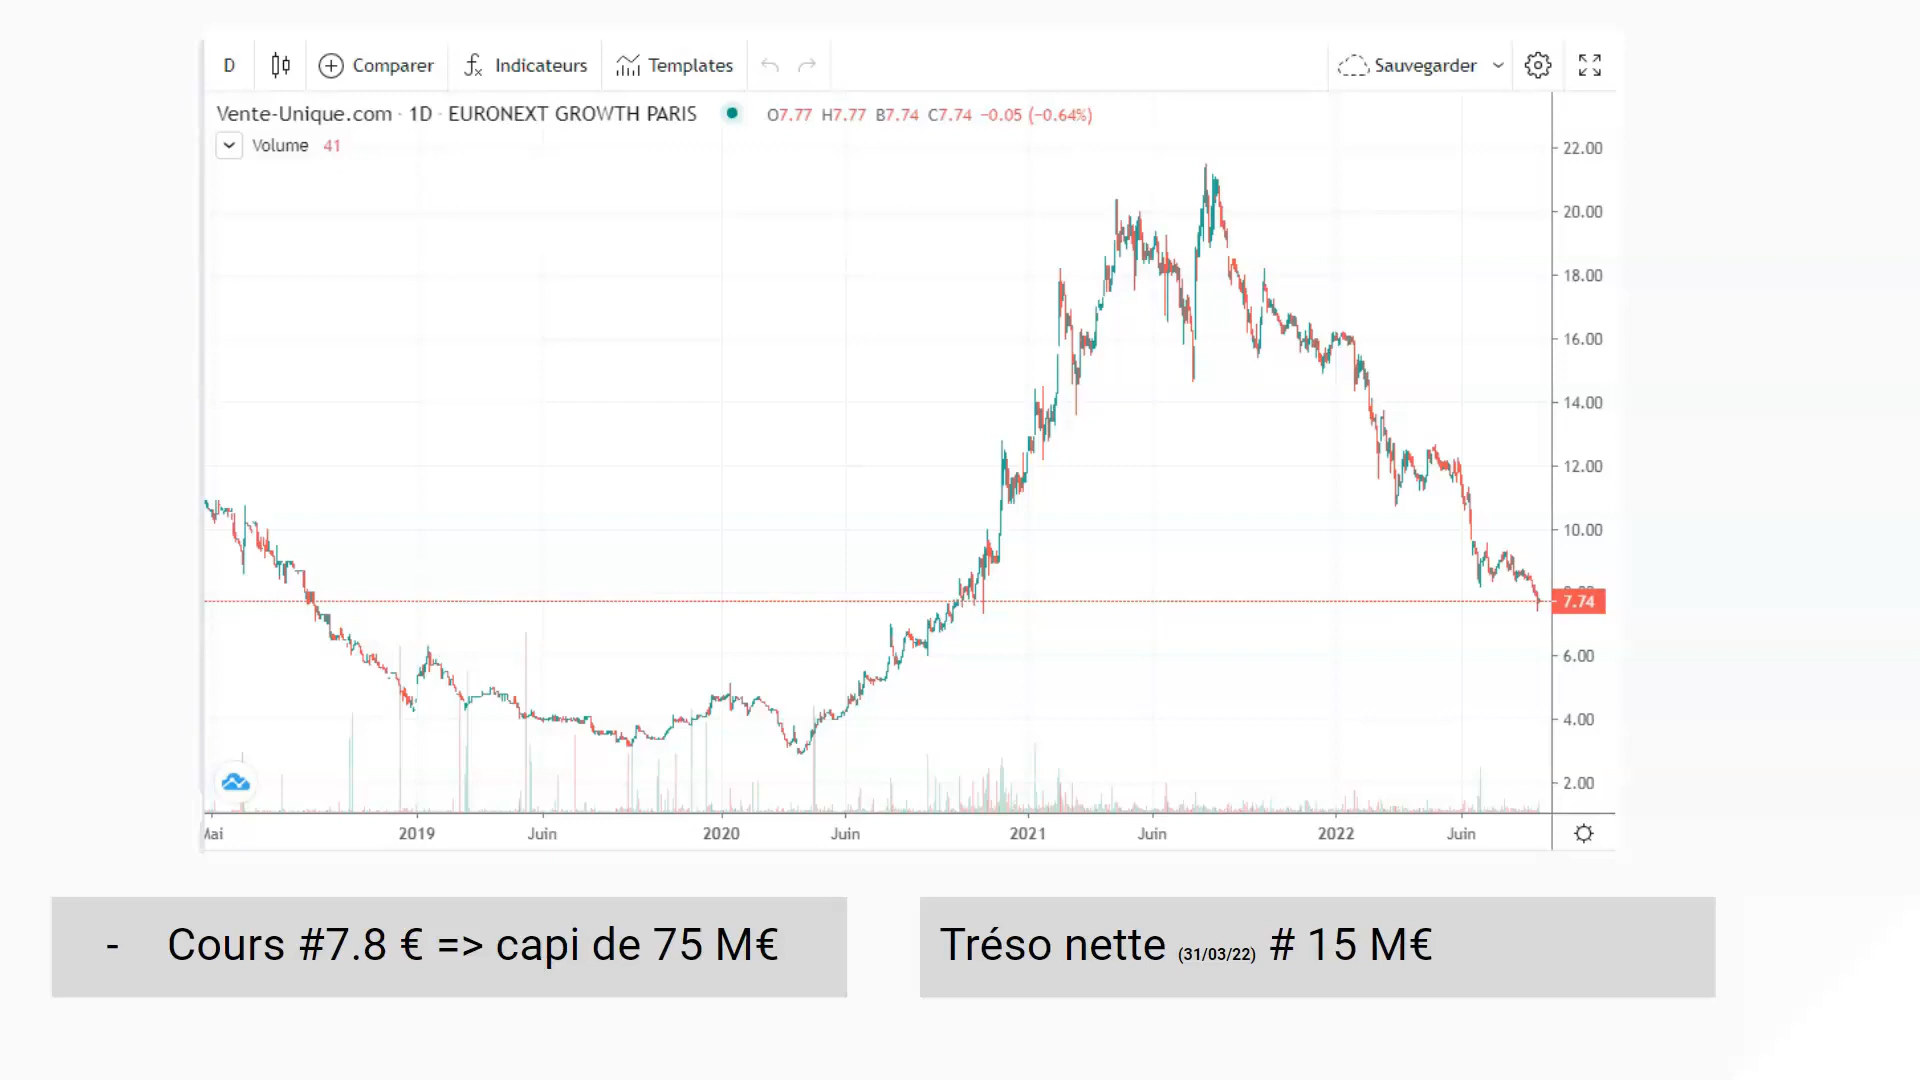 D Comparer Indicateurs Templates Sauvegarder
Vente-Unique.com · 1D · EURONEXT GROWTH PARIS O7.77 H7.77 B7.74 C7.74 −0.05 (−0.64%)
Volume 41
22.00
20.00
18.00
16.00
14.00
12.00
10.00
7.74
6.00
4.00
2.00
Mai 2019 Juin 2020 Juin 2021 Juin 2022 Juin
- Cours #7.8 € => capi de 75 M€
Tréso nette (31/03/22) # 15 M€